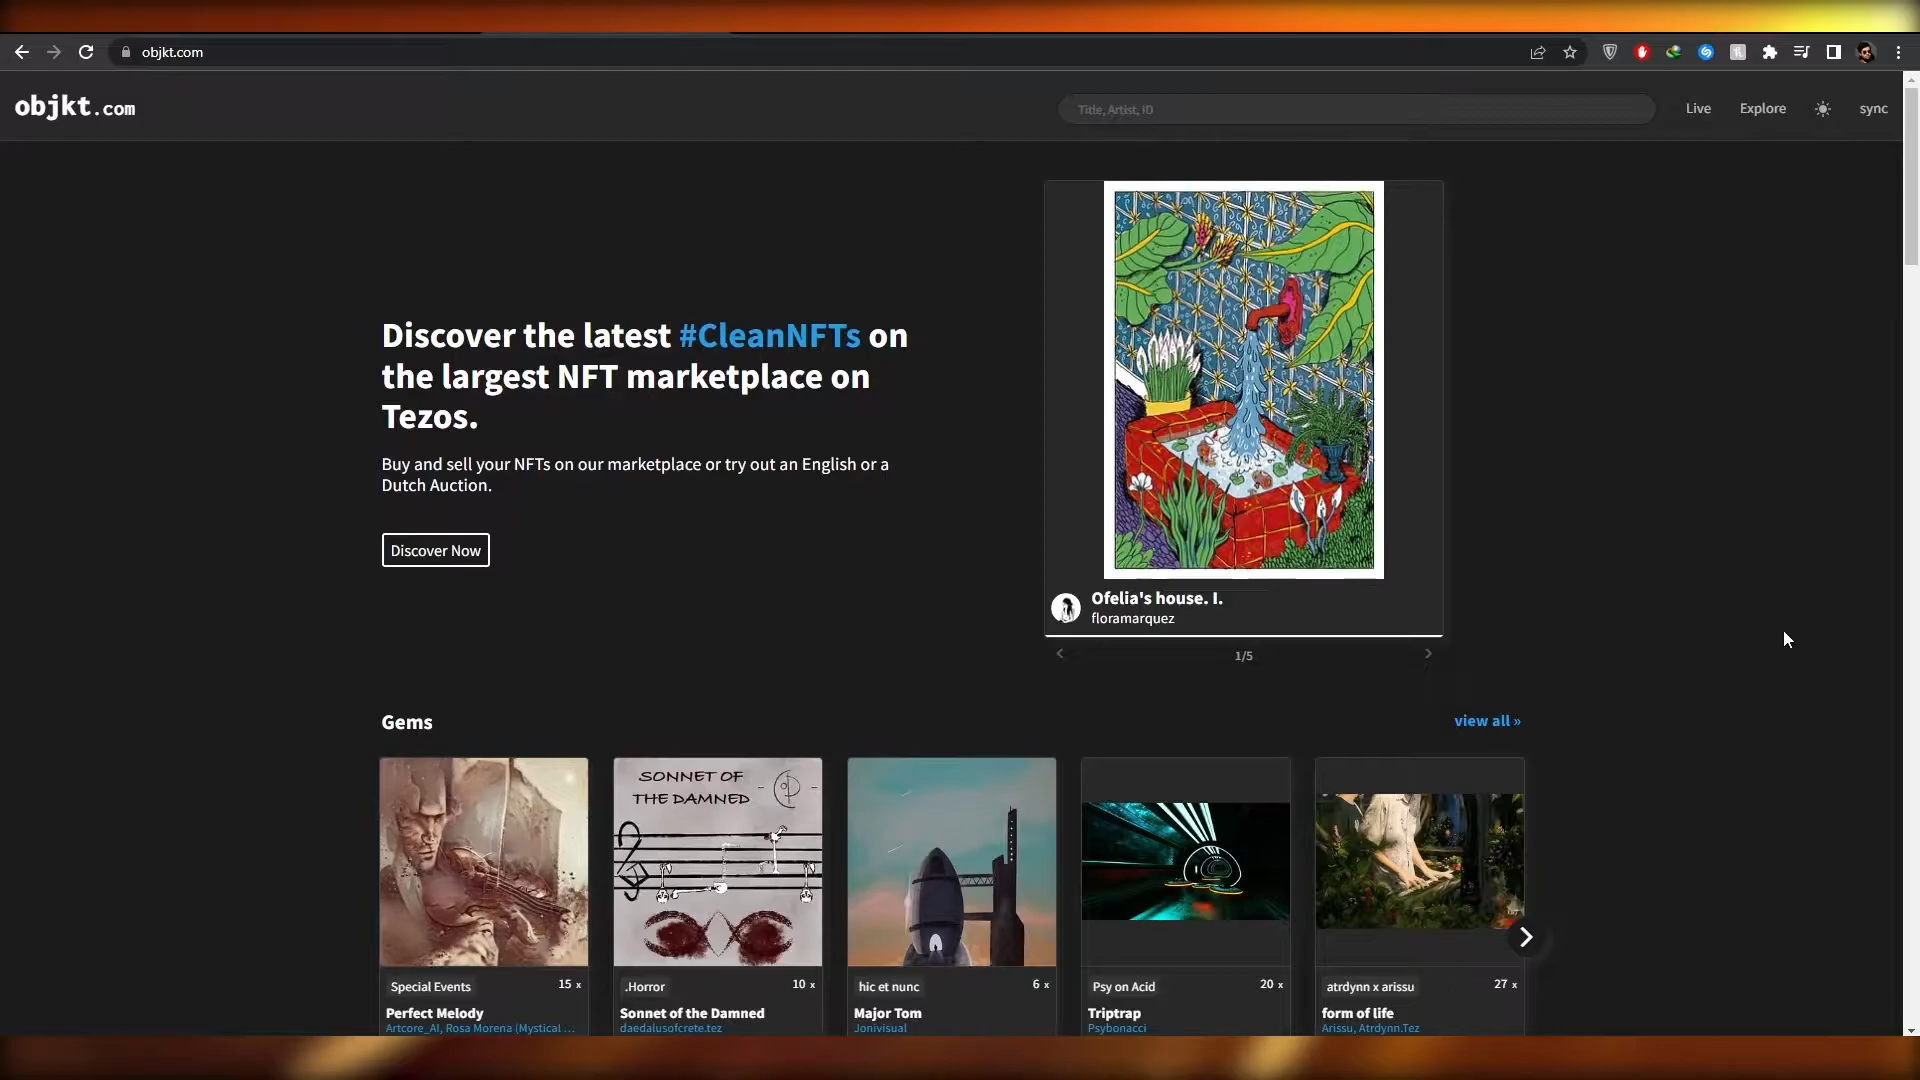 objkt.com
objkt.com
Title, Artist, ID
Live
Explore
sync
Discover the latest #CleanNFTs on
the largest NFT marketplace on
Tezos.
Buy and sell your NFTs on our marketplace or try out an English or a
Dutch Auction.
Discover Now
Ofelia's house. I.
floramarquez
1/5
Gems
view all »
SONNET OF
THE DAMNED
Special Events
15 x
Perfect Melody
Artcore_AI, Rosa Morena (Mystical ...
.Horror
10 x
Sonnet of the Damned
daedalusofcrete.tez
hic et nunc
6 x
Major Tom
Jonivisual
Psy on Acid
20 x
Triptrap
Psybonacci
atrdynn x arissu
27 x
form of life
Arissu, Atrdynn.Tez